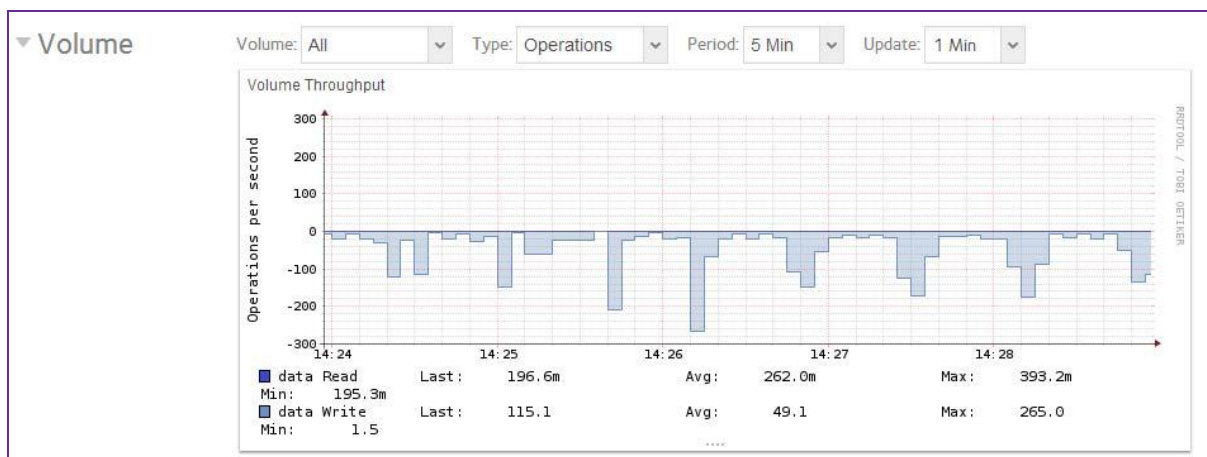 Volume
Volume: All Type: Operations Period: 5 Min Update: 1 Min
Volume Throughput
RRDTOOL / TOBI OETIKER
Operations per second
300
200
100
0
-100
-200
-300
14:24 14:25 14:26 14:27 14:28
data Read Last: 196.6m Avg: 262.0m Max: 393.2m
Min: 195.3m
data Write Last: 115.1 Avg: 49.1 Max: 265.0
Min: 1.5